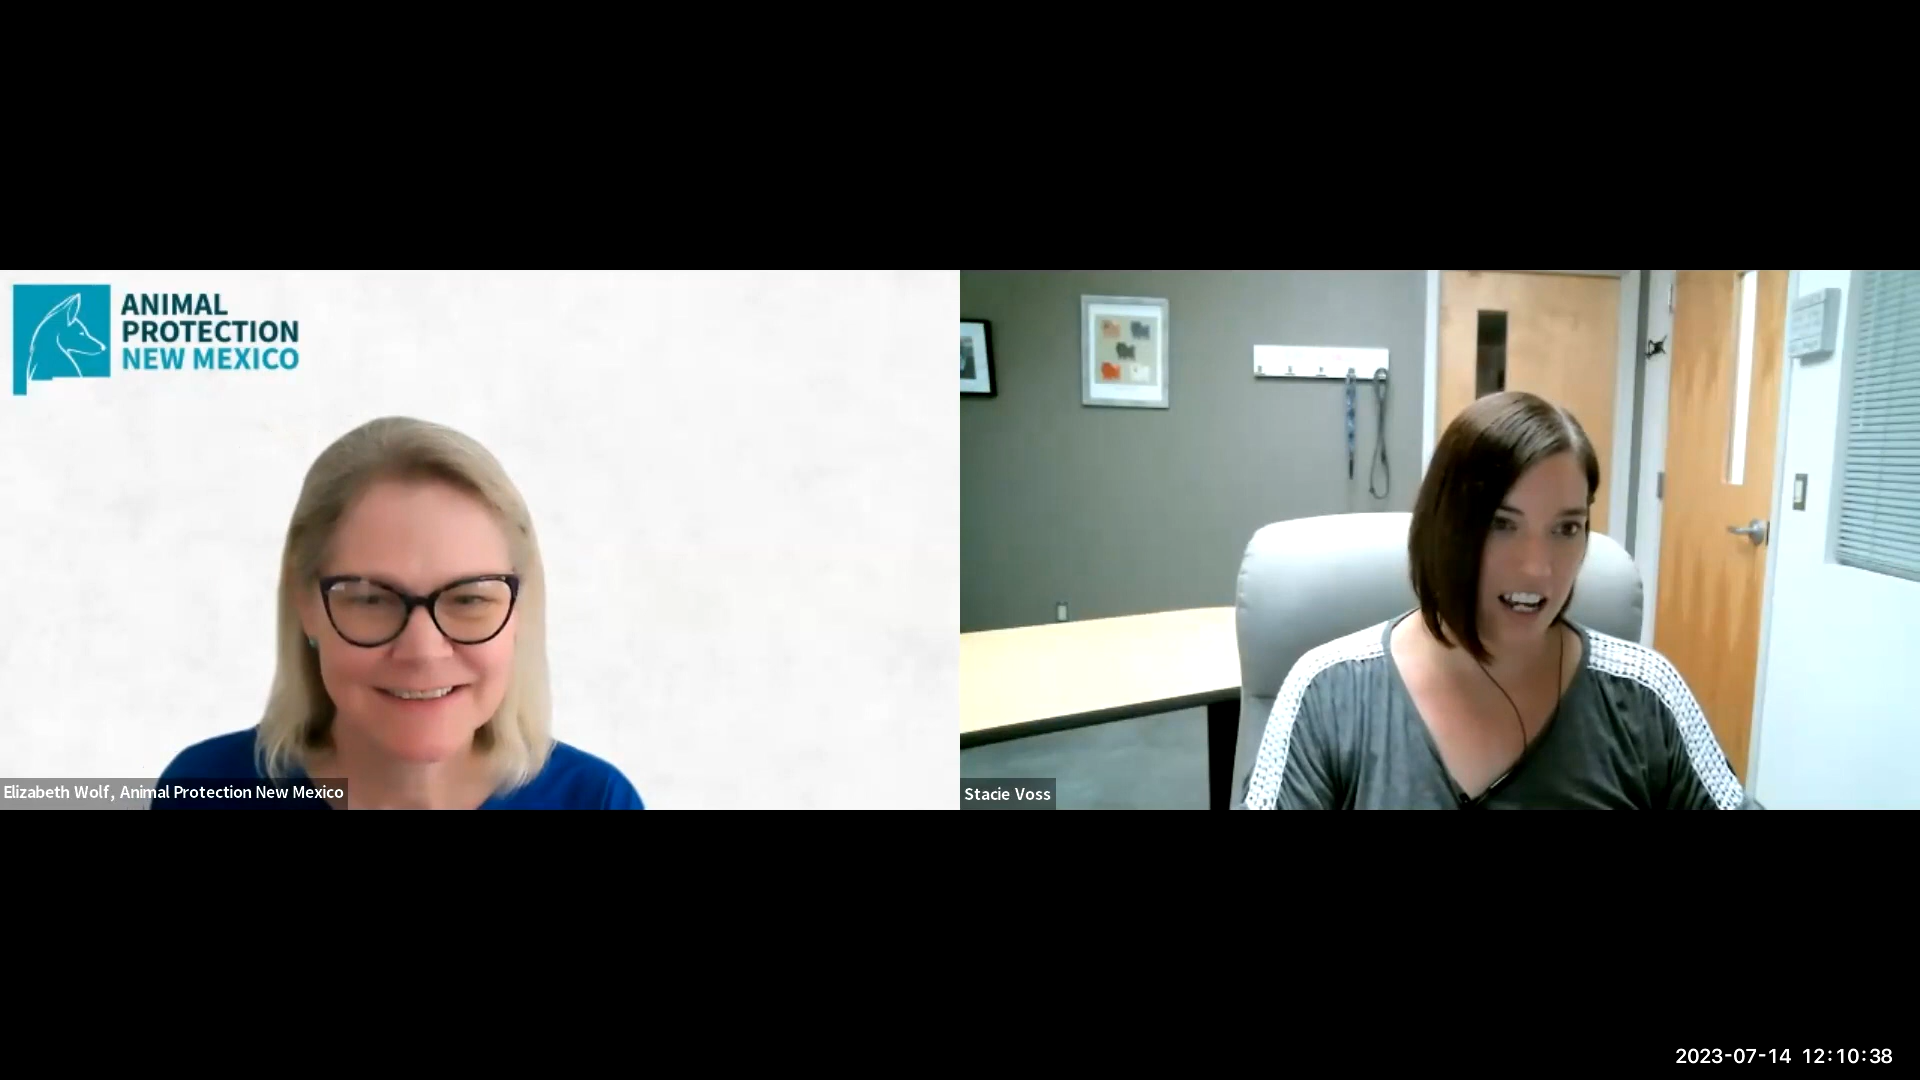 ANIMAL
PROTECTION
NEW MEXICO
Elizabeth Wolf, Animal Protection New Mexico
Stacie Voss
2023-07-14 12:10:38